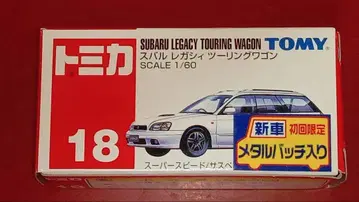 トミカ
SUBARU LEGACY TOURING WAGON
TOMY
スバル レガシィ ツーリングワゴン
SCALE 1/60
18
新車
初回限定
メタルバッチ入り
スーパースピード/サスペ